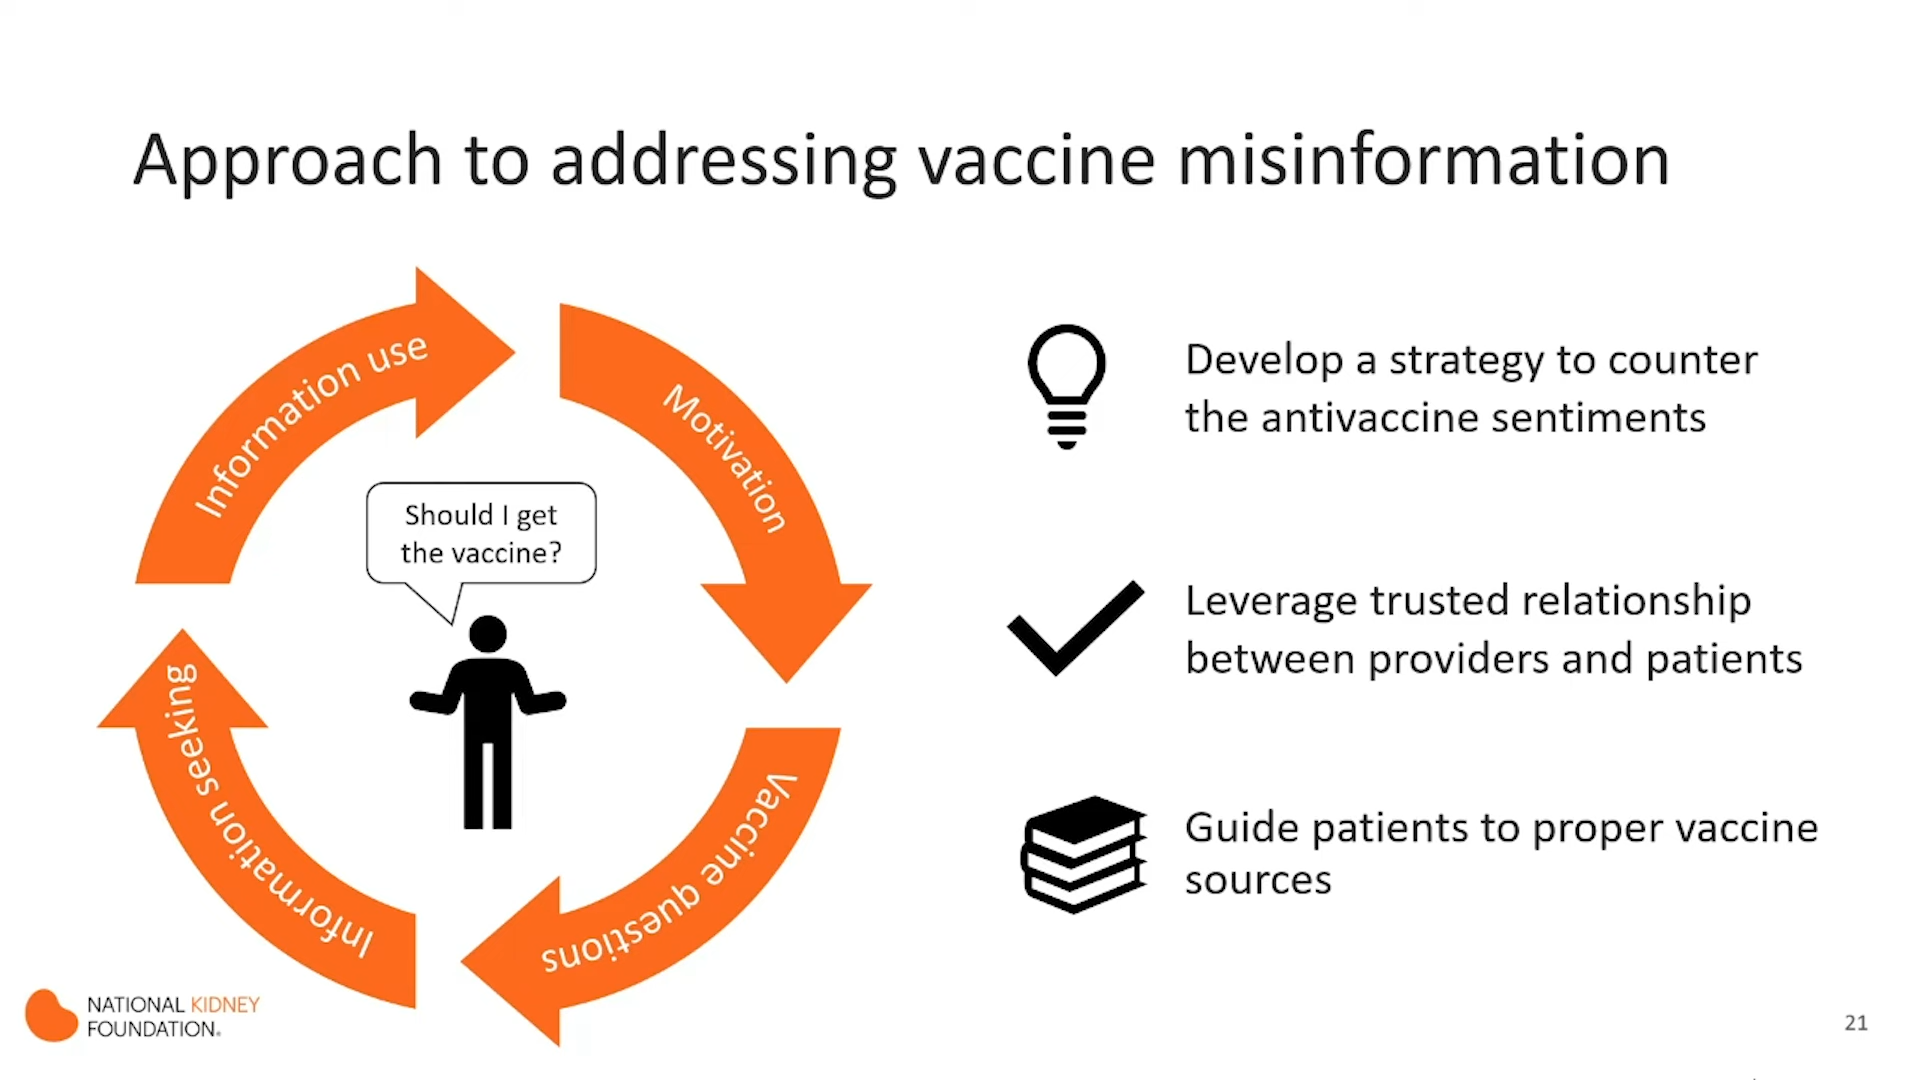 Approach to addressing vaccine misinformation
Information use
Motivation
Should I get
the vaccine?
Information seeking
Vaccine questions
Develop a strategy to counter
the antivaccine sentiments
Leverage trusted relationship
between providers and patients
Guide patients to proper vaccine
sources
NATIONAL KIDNEY
FOUNDATION®
21